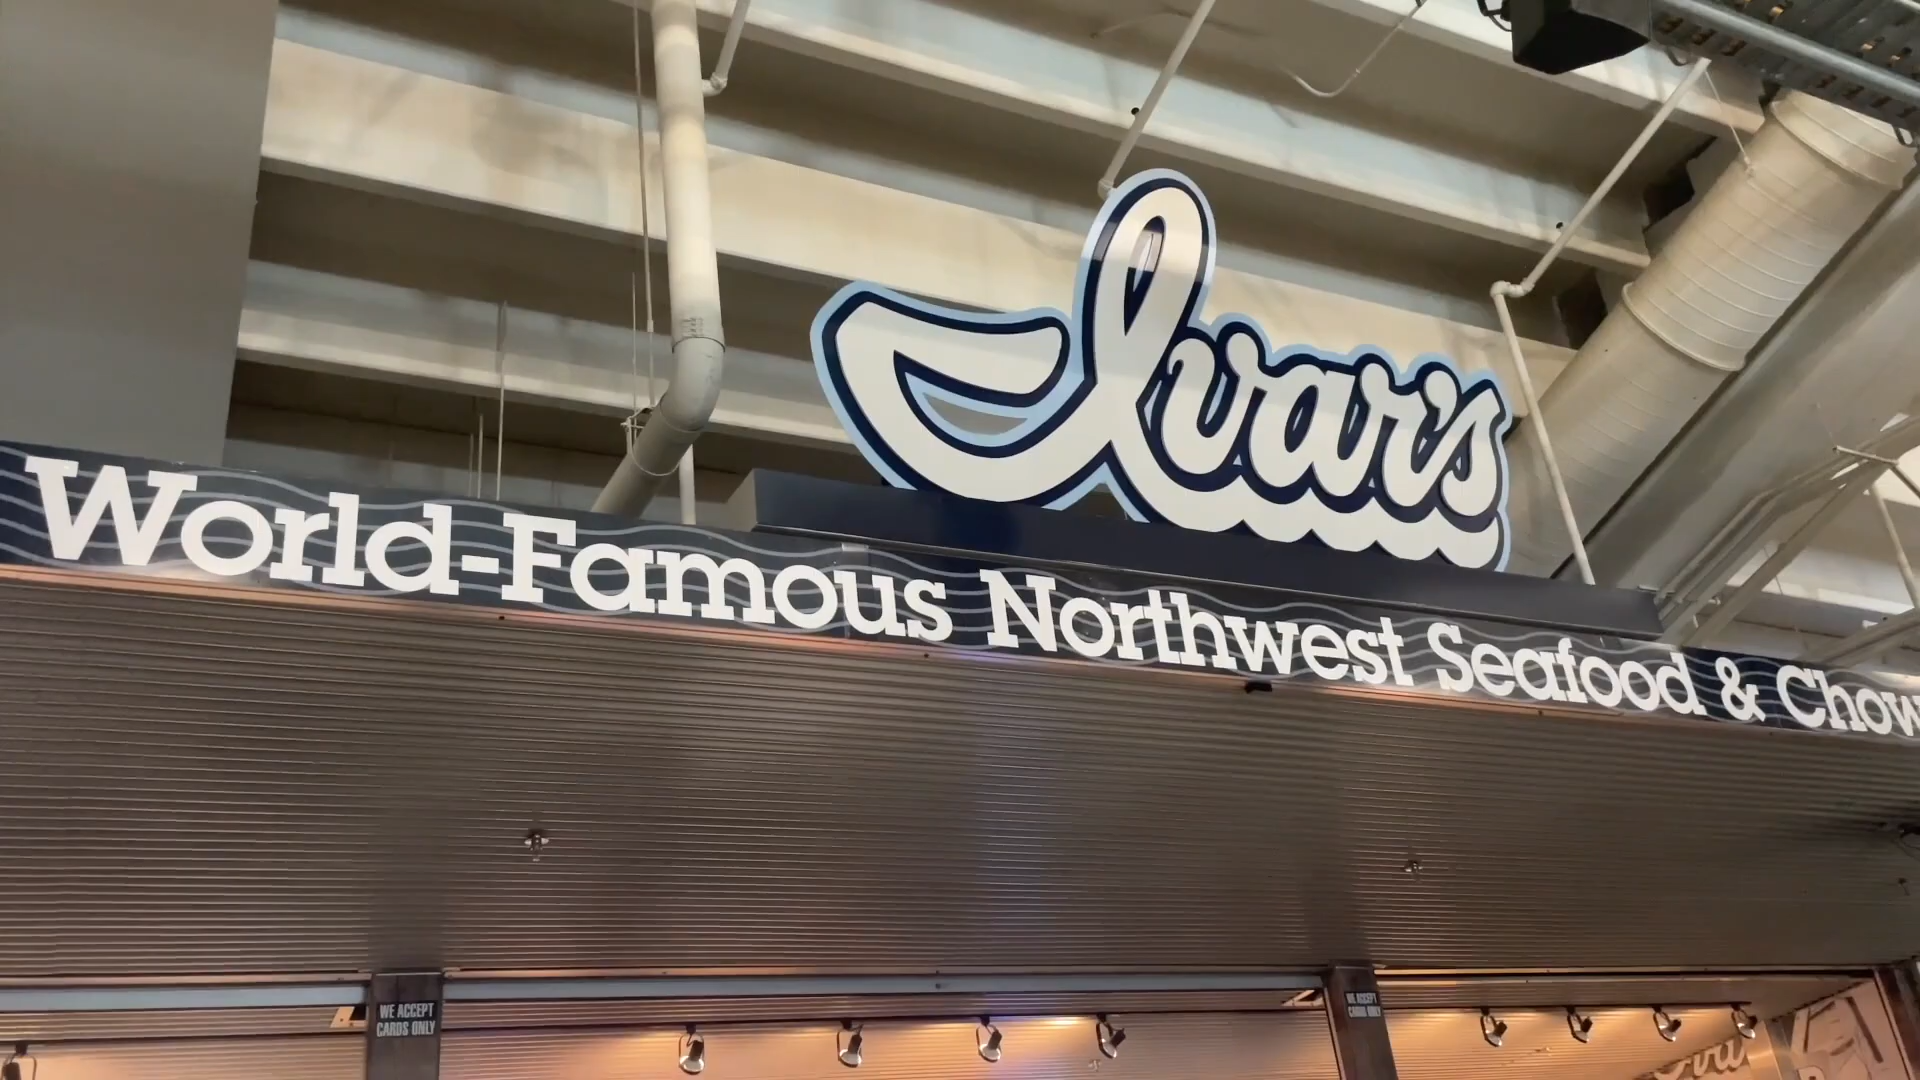 Ivar's
World-Famous Northwest Seafood & Chow
WE ACCEPT
CARDS ONLY
WE ACCEPT
CARDS ONLY